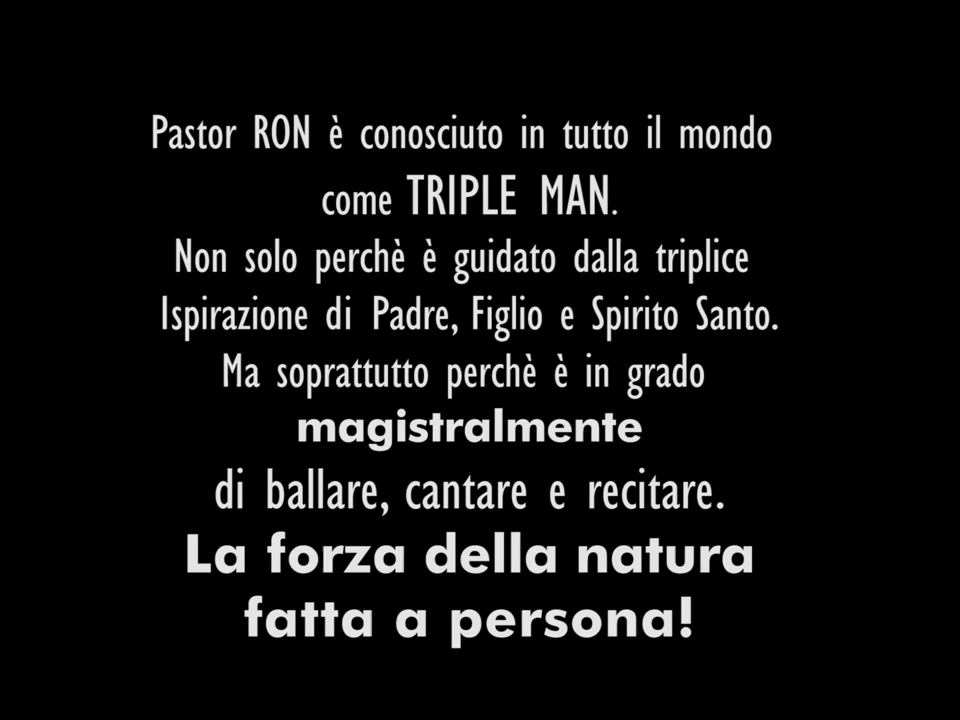 Pastor RON è conosciuto in tutto il mondo
come TRIPLE MAN.
Non solo perchè è guidato dalla triplice
Ispirazione di Padre, Figlio e Spirito Santo.
Ma soprattutto perchè è in grado
magistralmente
di ballare, cantare e recitare.
La forza della natura
fatta a persona!